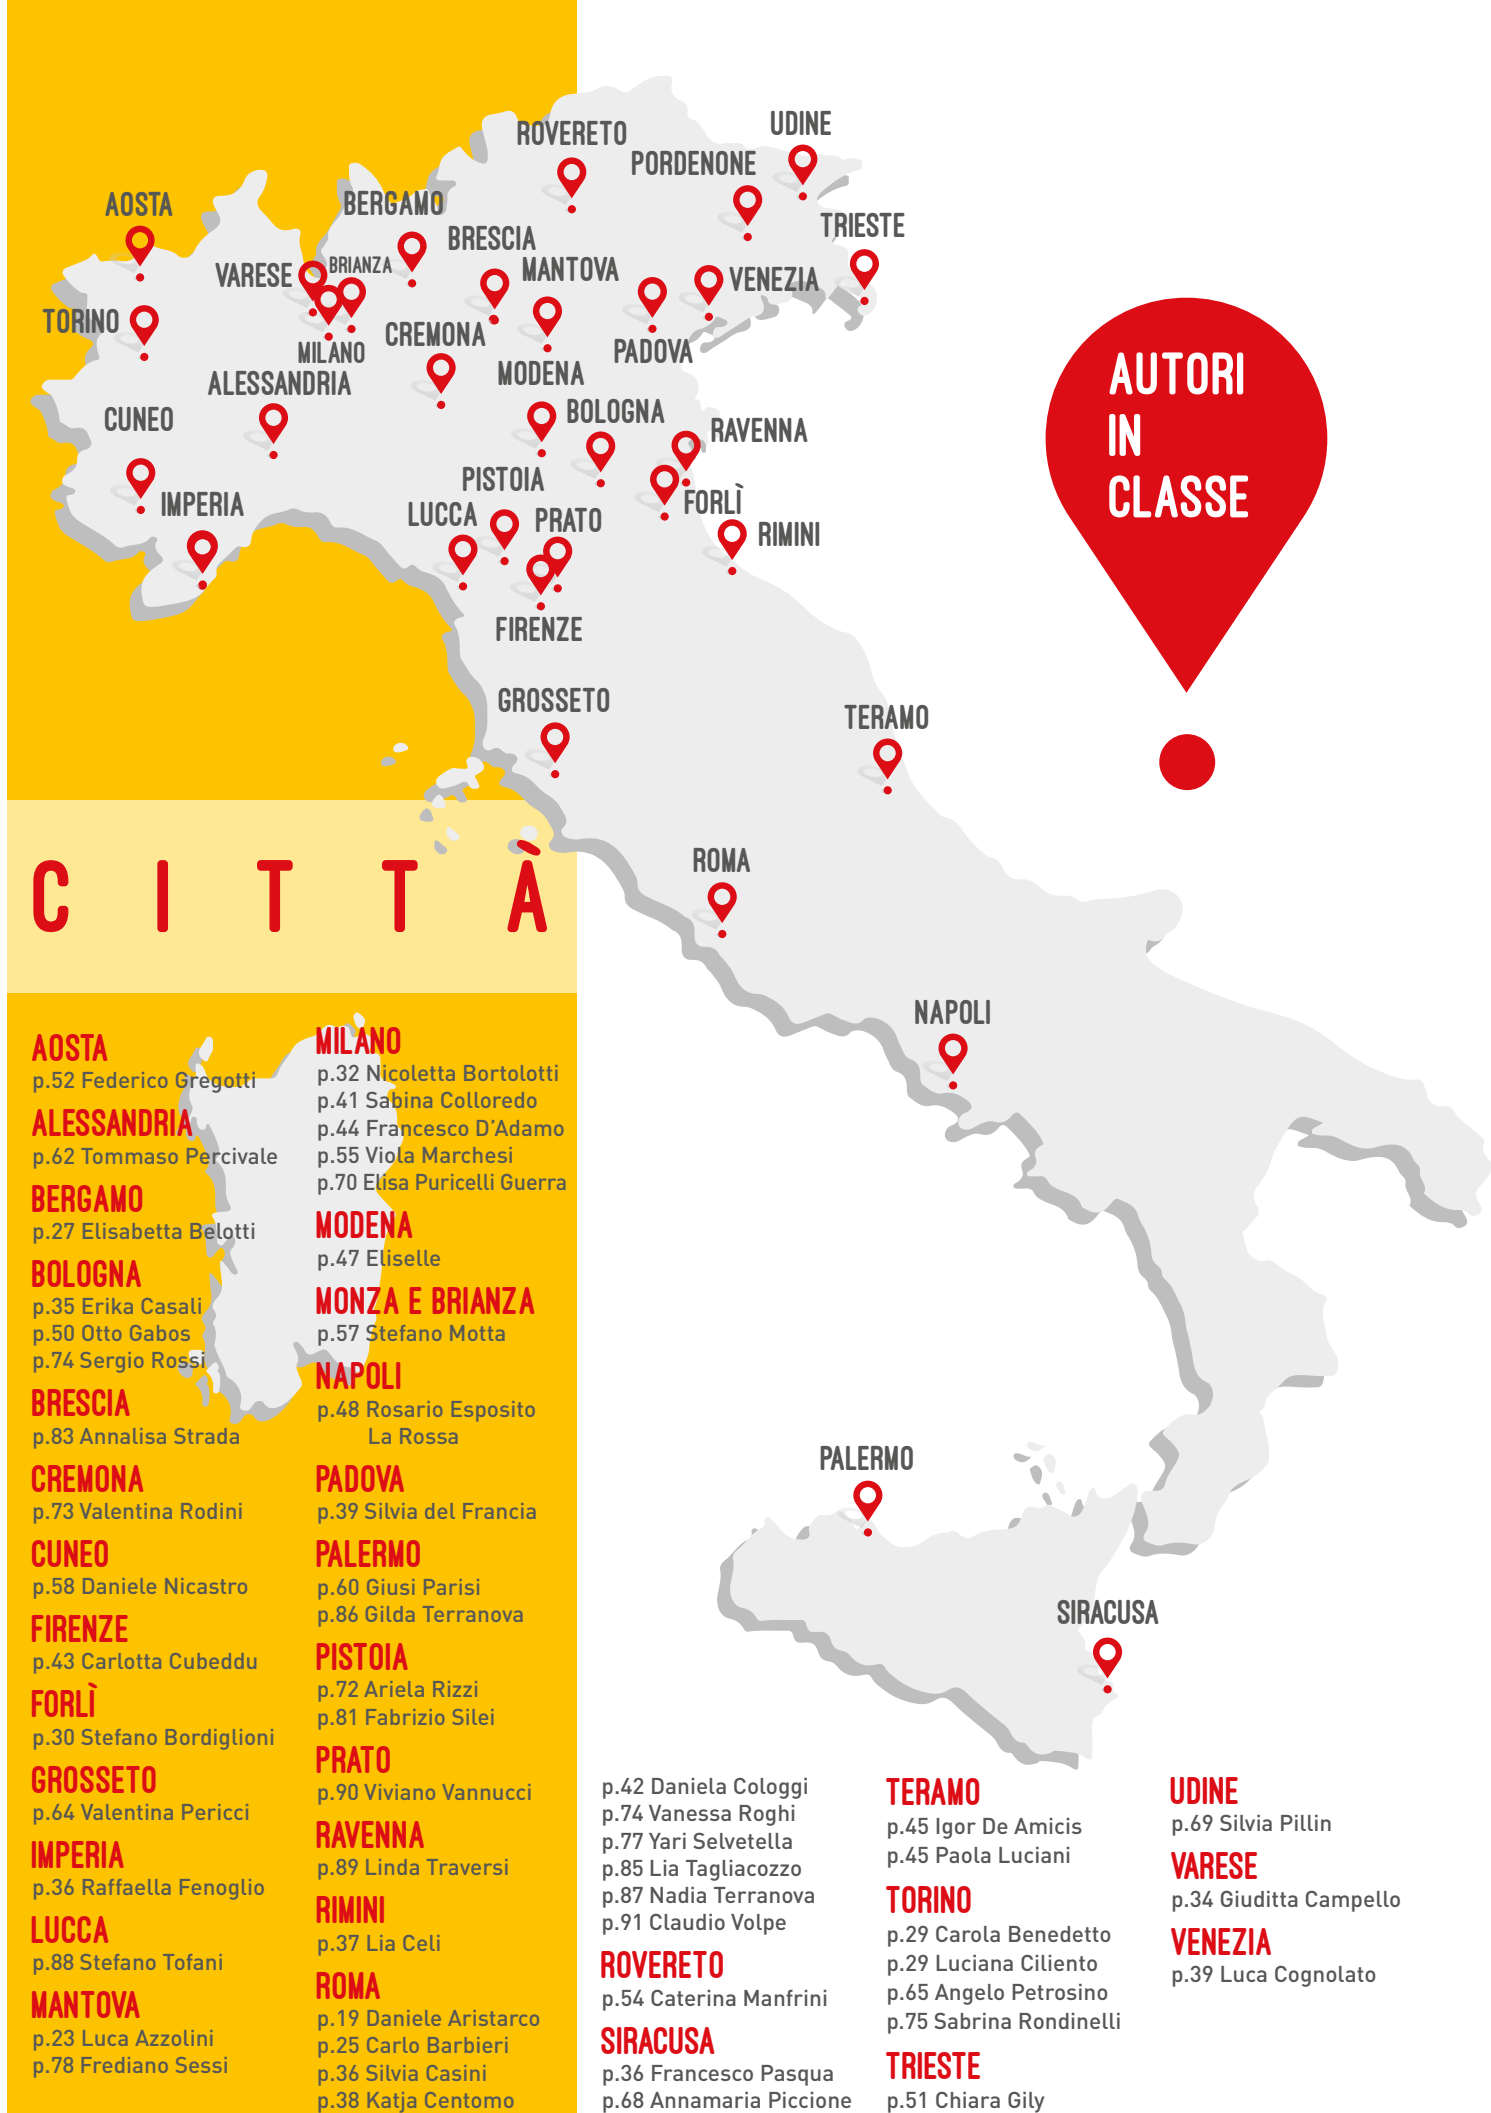 ROVERETO
UDINE
PORDENONE
AOSTA
BERGAMO
TRIESTE
BRESCIA
VARESE
BRIANZA
MANTOVA
VENEZIA
TORINO
CREMONA
MILANO
PADOVA
ALESSANDRIA
MODENA
CUNEO
BOLOGNA
RAVENNA
PISTOIA
IMPERIA
LUCCA
PRATO
FORLÌ
RIMINI
FIRENZE
GROSSETO
TERAMO
ROMA
NAPOLI
PALERMO
SIRACUSA
AUTORI
IN
CLASSE
CITTÀ
AOSTA
p.52 Federico Gregotti
ALESSANDRIA
p.62 Tommaso Percivale
BERGAMO
p.27 Elisabetta Belotti
BOLOGNA
p.35 Erika Casali
p.50 Otto Gabos
p.74 Sergio Rossi
BRESCIA
p.83 Annalisa Strada
CREMONA
p.73 Valentina Rodini
CUNEO
p.58 Daniele Nicastro
FIRENZE
p.43 Carlotta Cubeddu
FORLÌ
p.30 Stefano Bordiglioni
GROSSETO
p.64 Valentina Pericci
IMPERIA
p.36 Raffaella Fenoglio
LUCCA
p.88 Stefano Tofani
MANTOVA
p.23 Luca Azzolini
p.78 Frediano Sessi
MILANO
p.32 Nicoletta Bortolotti
p.41 Sabina Colloredo
p.44 Francesco D'Adamo
p.55 Viola Marchesi
p.70 Elisa Puricelli Guerra
MODENA
p.47 Eliselle
MONZA E BRIANZA
p.57 Stefano Motta
NAPOLI
p.48 Rosario Esposito
La Rossa
PADOVA
p.39 Silvia del Francia
PALERMO
p.60 Giusi Parisi
p.86 Gilda Terranova
PISTOIA
p.72 Ariela Rizzi
p.81 Fabrizio Silei
PRATO
p.90 Viviano Vannucci
RAVENNA
p.89 Linda Traversi
RIMINI
p.37 Lia Celi
ROMA
p.19 Daniele Aristarco
p.25 Carlo Barbieri
p.36 Silvia Casini
p.38 Katja Centomo
p.42 Daniela Cologgi
p.74 Vanessa Roghi
p.77 Yari Selvetella
p.85 Lia Tagliacozzo
p.87 Nadia Terranova
p.91 Claudio Volpe
ROVERETO
p.54 Caterina Manfrini
SIRACUSA
p.36 Francesco Pasqua
p.68 Annamaria Piccione
TERAMO
p.45 Igor De Amicis
p.45 Paola Luciani
TORINO
p.29 Carola Benedetto
p.29 Luciana Ciliento
p.65 Angelo Petrosino
p.75 Sabrina Rondinelli
TRIESTE
p.51 Chiara Gily
UDINE
p.69 Silvia Pillin
VARESE
p.34 Giuditta Campello
VENEZIA
p.39 Luca Cognolato